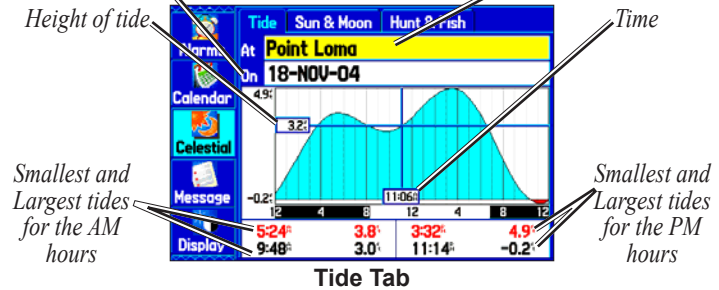 Tide Sun & Moon Hunt & Fish
Height of tide
Time
Alarms
At Point Loma
On 18-NOV-04
Calendar
4.9
3.2
Celestial
Smallest and
Largest tides
for the AM
hours
Smallest and
Largest tides
for the PM
hours
Message
-0.2
11:06
12 4 8 12 4 8 12
5:24 3.8 3:32 4.9
9:48 3.0 11:14 -0.2
Display
Tide Tab